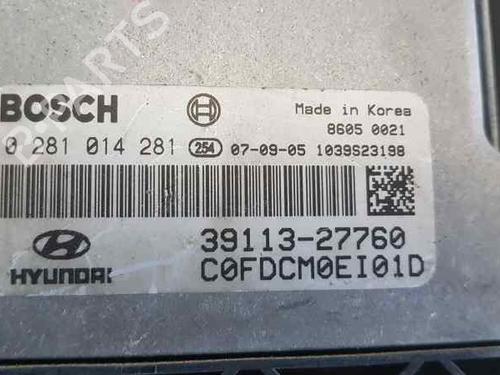 BOSCH
Made in Korea
8605 0021
0 281 014 281 254 07-09-05 1039S23198
39113-27760
HYUNDAI
C0FDCM0EI01D